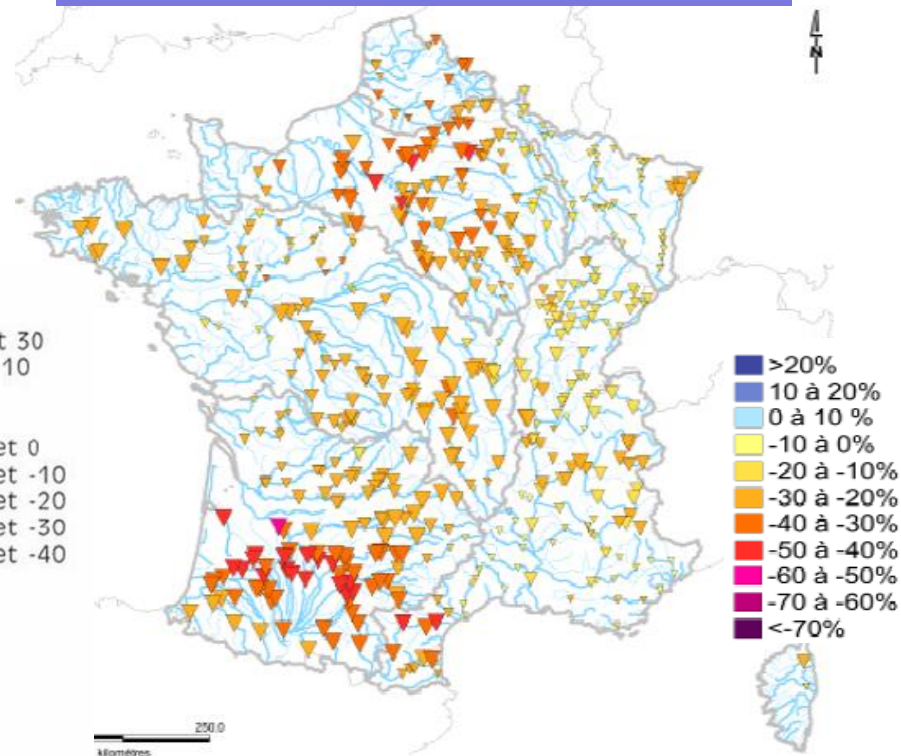 N
t 30
10
et 0
et -10
et -20
et -30
et -40
>20%
10 à 20%
0 à 10 %
-10 à 0%
-20 à -10%
-30 à -20%
-40 à -30%
-50 à -40%
-60 à -50%
-70 à -60%
<-70%
250.0
kilomètres